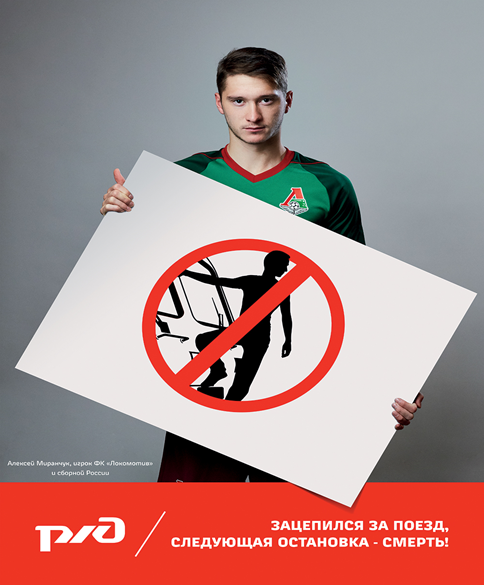 Алексей Миранчук, игрок ФК «Локомотив»
и сборной России
ржд
ЗАЦЕПИЛСЯ ЗА ПОЕЗД,
СЛЕДУЮЩАЯ ОСТАНОВКА - СМЕРТЬ!